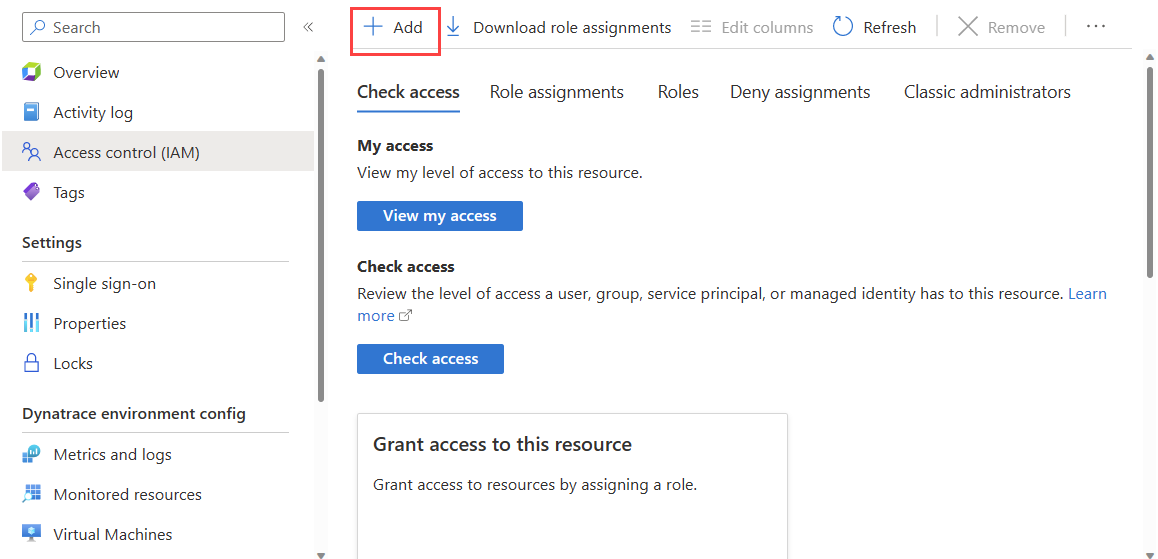 Search
«
Overview
Activity log
Access control (IAM)
Tags
Settings
Single sign-on
Properties
Locks
Dynatrace environment config
Metrics and logs
Monitored resources
Virtual Machines
Add Download role assignments Edit columns Refresh Remove ...
Check access Role assignments Roles Deny assignments Classic administrators
My access
View my level of access to this resource.
View my access
Check access
Review the level of access a user, group, service principal, or managed identity has to this resource. Learn
more
Check access
Grant access to this resource
Grant access to resources by assigning a role.